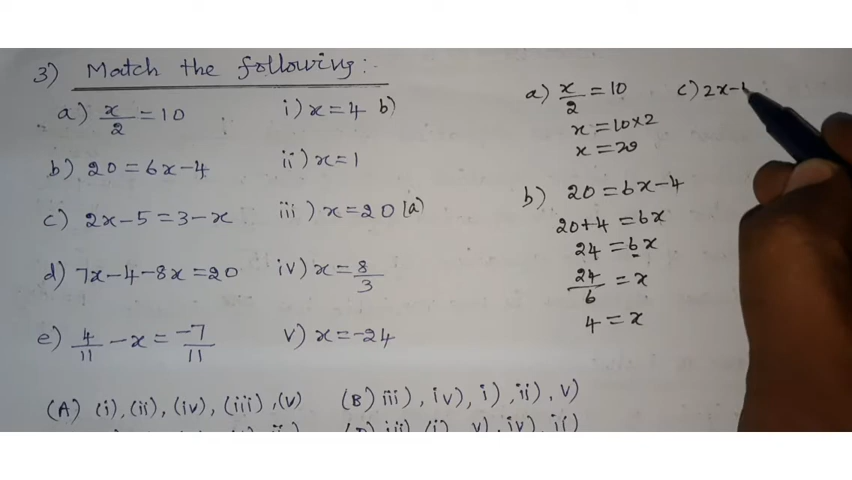 3) Match the following:-
a) x/2 = 10
i) x = 4 b)
b) 20 = 6x - 4
ii) x = 1
c) 2x - 5 = 3 - x
iii) x = 20 (a)
d) 7x - 4 - 8x = 20
iv) x = 8/3
e) 4/11 - x = -7/11
v) x = -24
(A) (i), (ii), (iv), (iii), (v)
(B) iii), iv), i), ii), v)
a) x/2 = 10
x = 10 × 2
x = 20
b) 20 = 6x - 4
20 + 4 = 6x
24 = 6x
24/6 = x
4 = x
c) 2x -